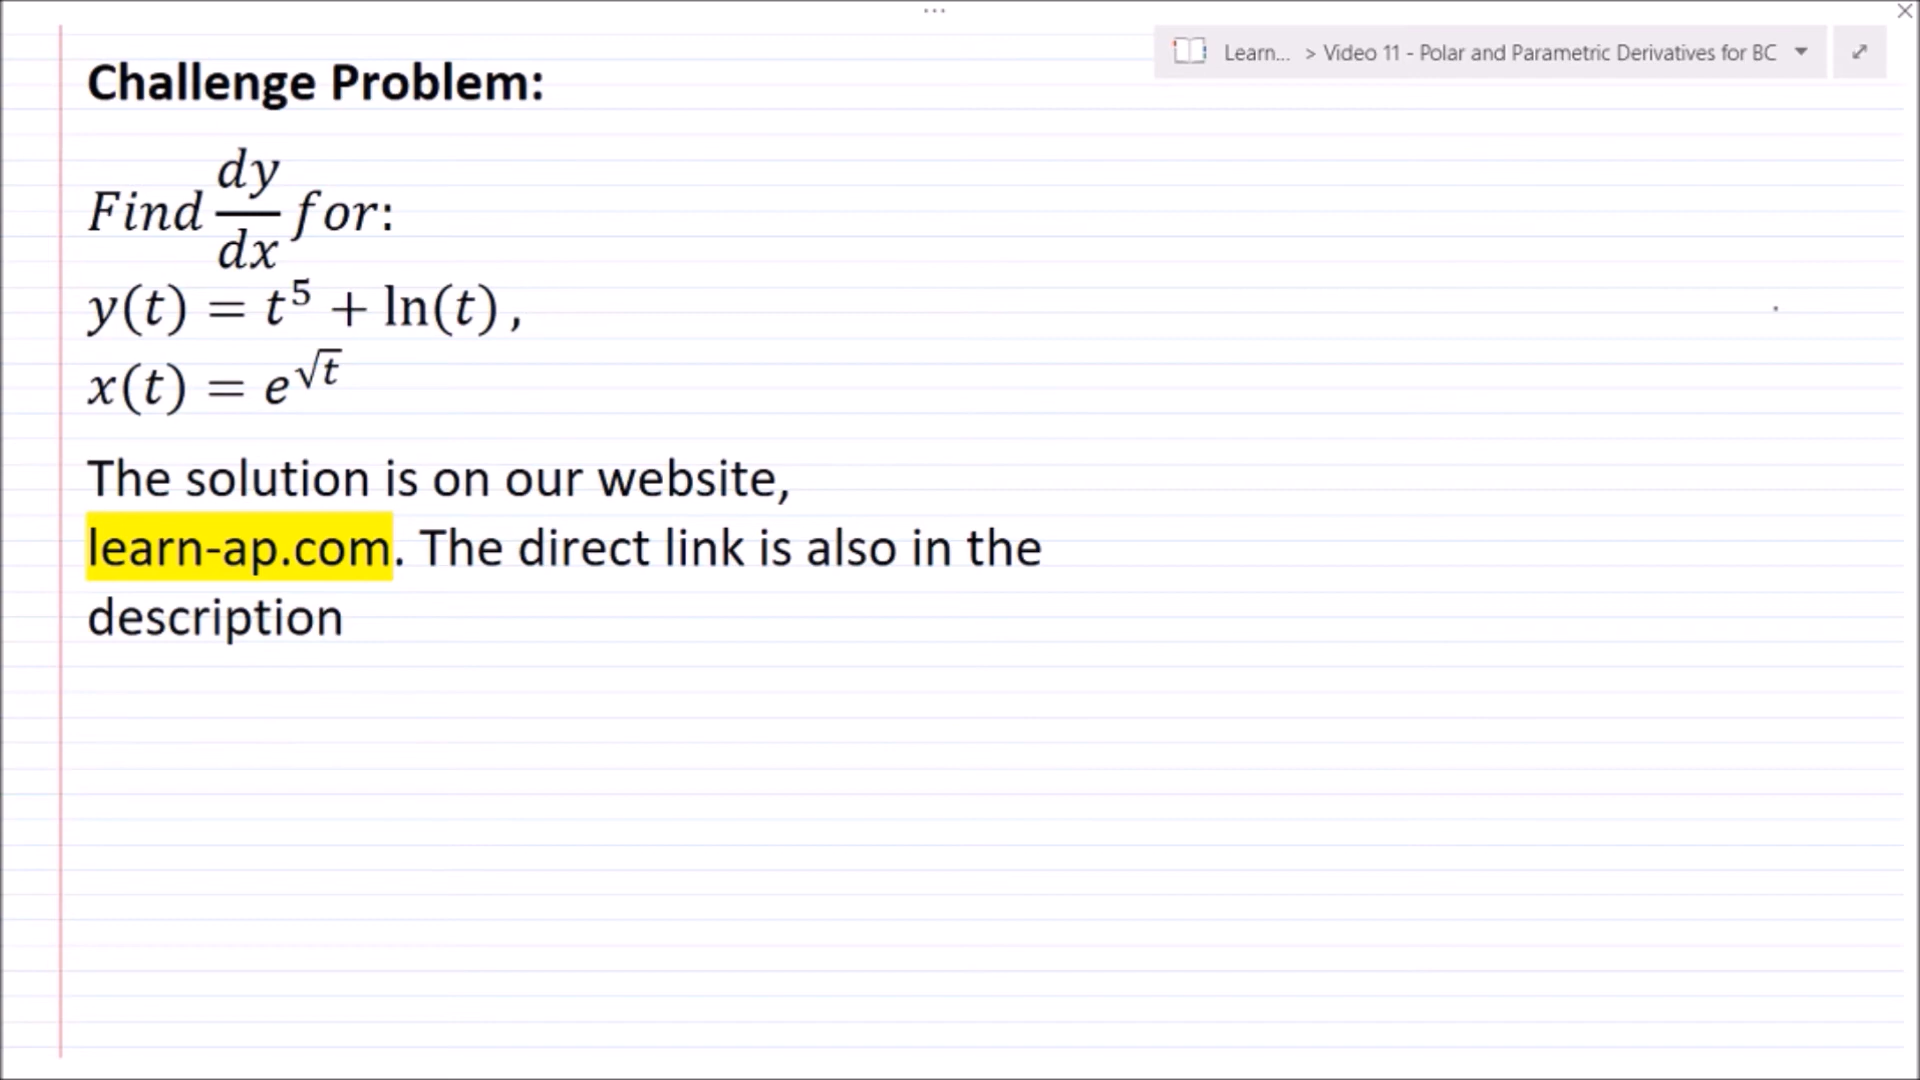 Learn... > Video 11 - Polar and Parametric Derivatives for BC
Challenge Problem:
Find dy/dx for:
y(t) = t⁵ + ln(t),
x(t) = e^√t
The solution is on our website,
learn-ap.com. The direct link is also in the
description